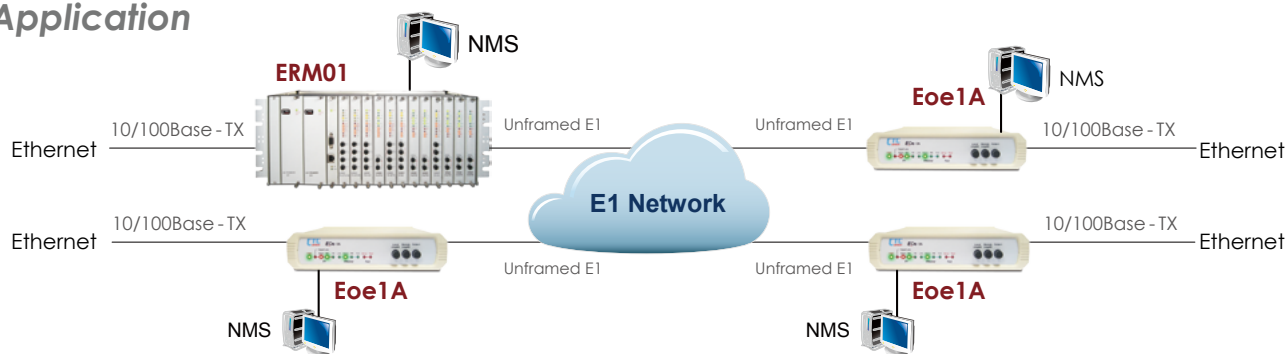 Application
NMS
ERM01
NMS
Eoe1A
10/100Base - TX
Unframed E1
Unframed E1
10/100Base - TX
Ethernet
Ethernet
E1 Network
10/100Base - TX
10/100Base - TX
Ethernet
Ethernet
Unframed E1
Unframed E1
Eoe1A
Eoe1A
NMS
NMS